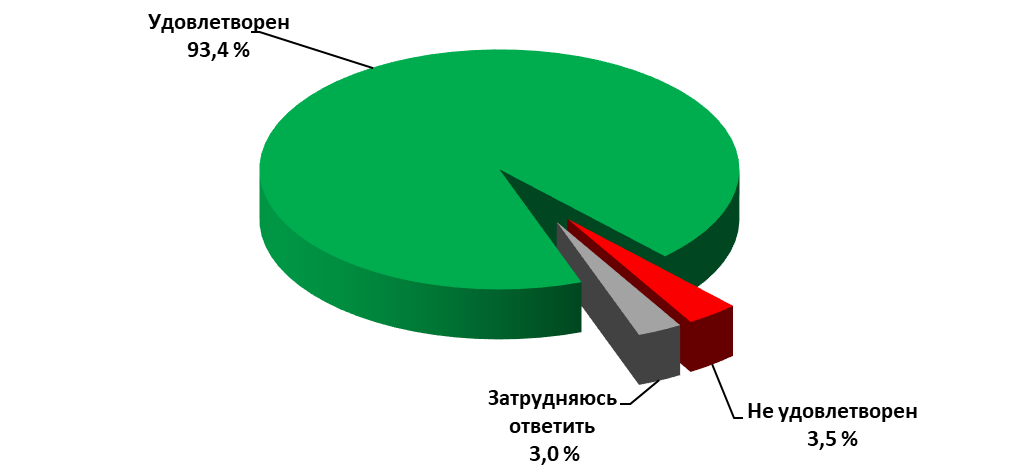 Удовлетворен
93,4 %
Затрудняюсь
ответить
3,0 %
Не удовлетворен
3,5 %